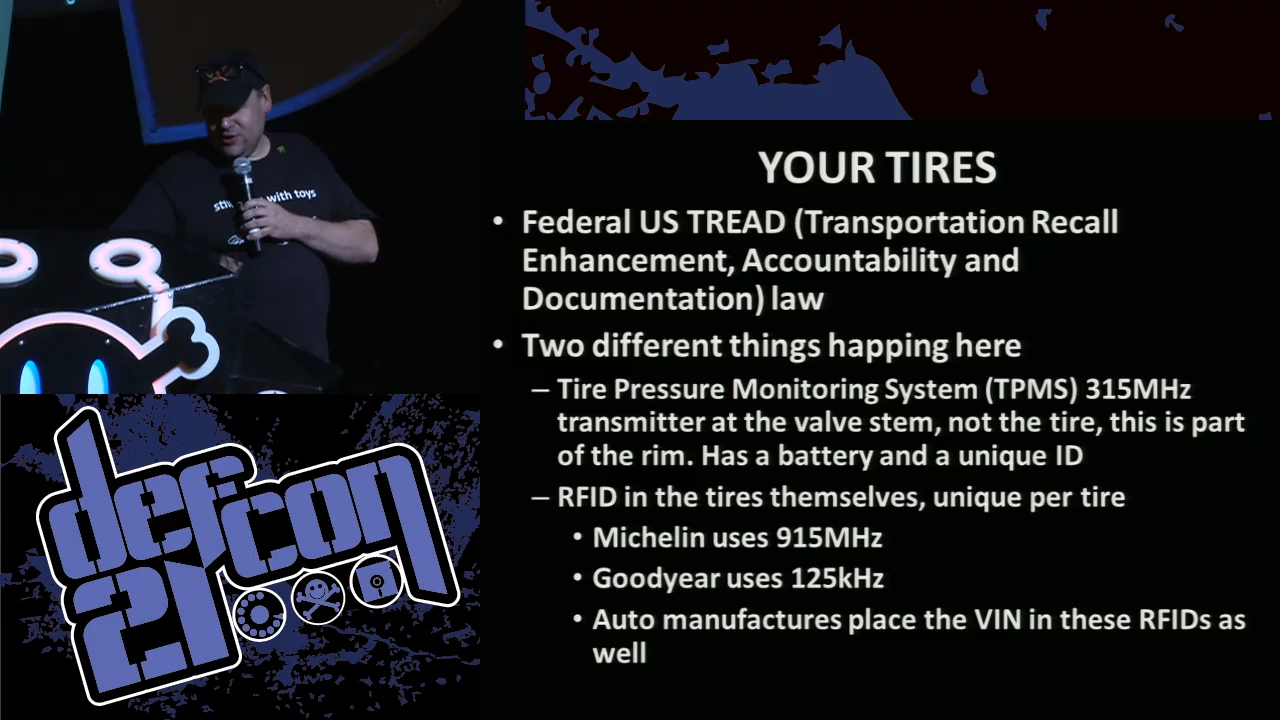 with toys
YOUR TIRES
• Federal US TREAD (Transportation Recall
Enhancement, Accountability and
Documentation) law
• Two different things happing here
– Tire Pressure Monitoring System (TPMS) 315MHz
transmitter at the valve stem, not the tire, this is part
of the rim. Has a battery and a unique ID
– RFID in the tires themselves, unique per tire
• Michelin uses 915MHz
• Goodyear uses 125kHz
• Auto manufactures place the VIN in these RFIDs as
well
defcon
21